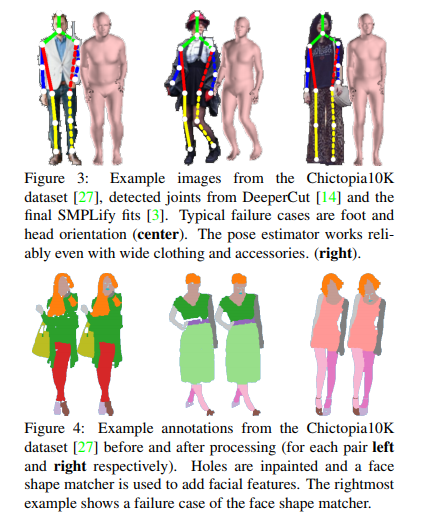 Figure 3: Example images from the Chictopia10K
dataset [27], detected joints from DeeperCut [14] and the
final SMPLify fits [3]. Typical failure cases are foot and
head orientation (center). The pose estimator works reli-
ably even with wide clothing and accessories. (right).
Figure 4: Example annotations from the Chictopia10K
dataset [27] before and after processing (for each pair left
and right respectively). Holes are inpainted and a face
shape matcher is used to add facial features. The rightmost
example shows a failure case of the face shape matcher.